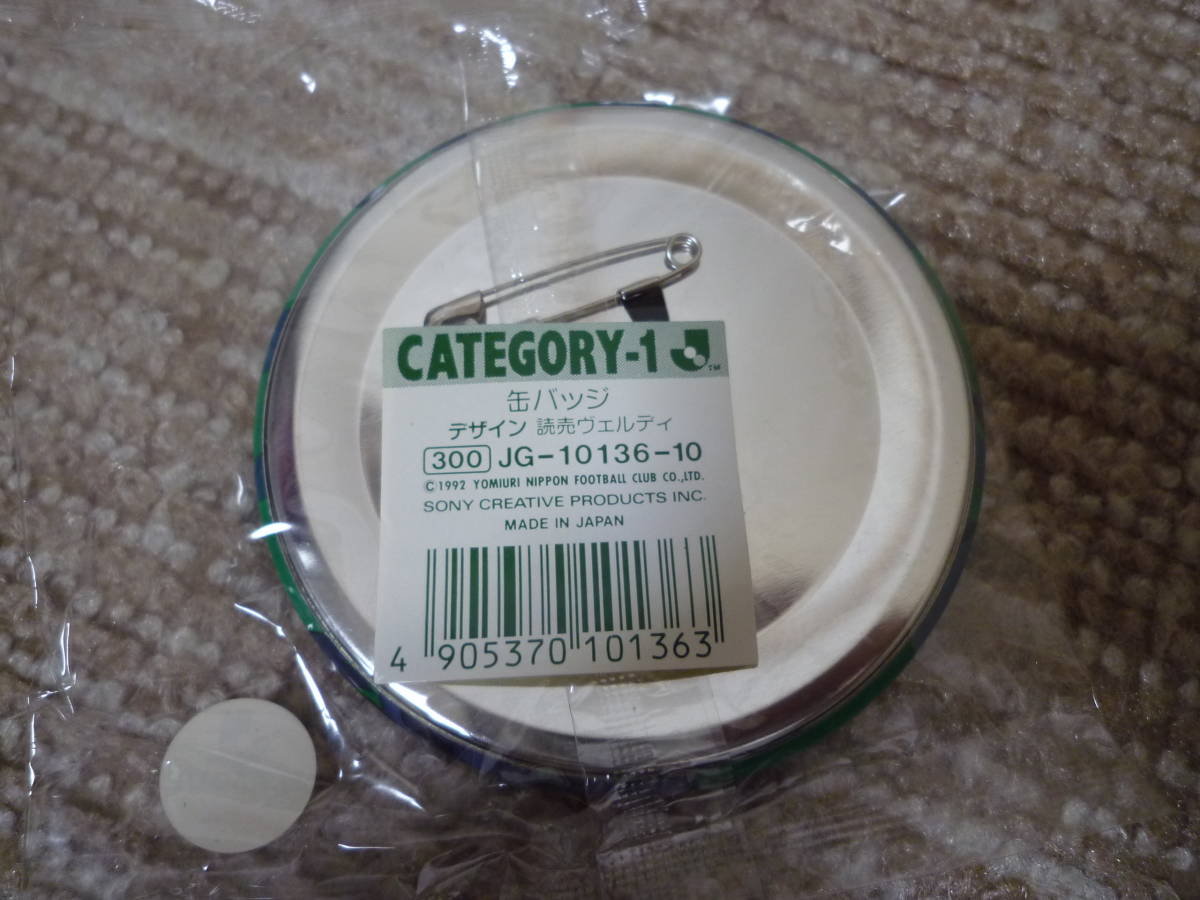 CATEGORY-1 J TM
缶バッジ
デザイン 読売ヴェルディ
300 JG-10136-10
©1992 YOMIURI NIPPON FOOTBALL CLUB CO.,LTD.
SONY CREATIVE PRODUCTS INC.
MADE IN JAPAN
4 905370 101363